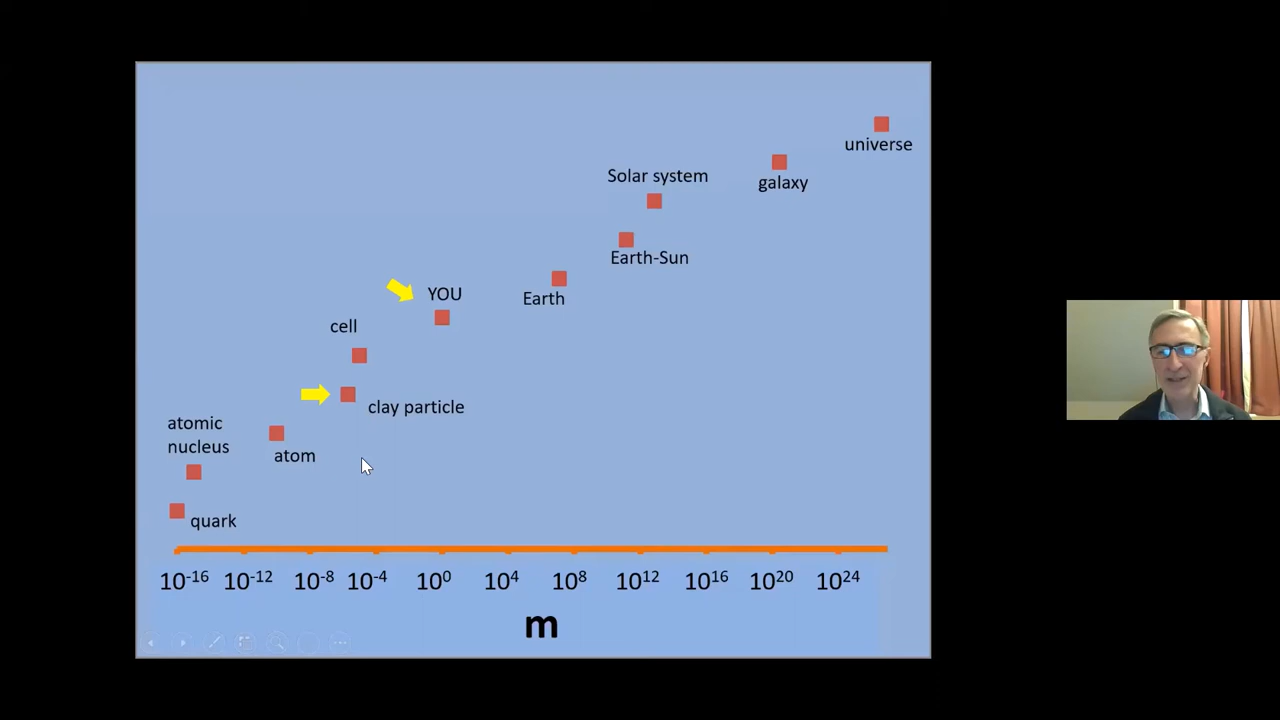 universe
Solar system
galaxy
Earth-Sun
YOU
Earth
cell
clay particle
atomic
nucleus
atom
quark
10⁻¹⁶ 10⁻¹² 10⁻⁸ 10⁻⁴ 10⁰ 10⁴ 10⁸ 10¹² 10¹⁶ 10²⁰ 10²⁴
m